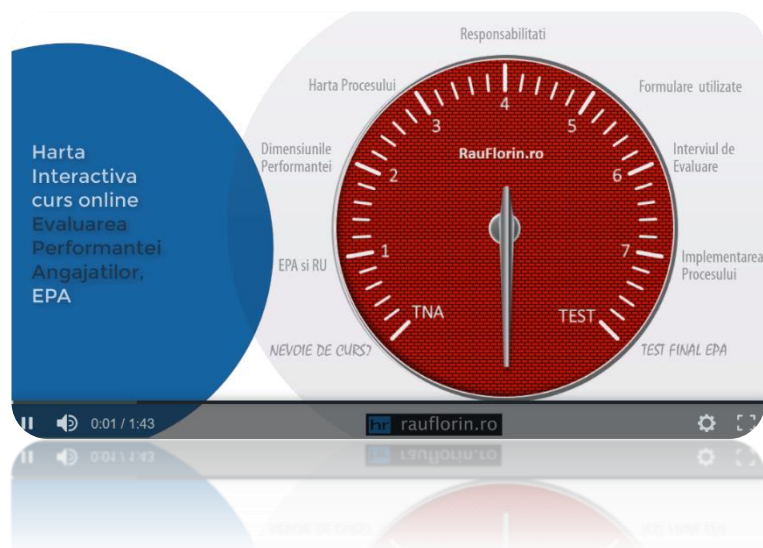 Harta
Interactiva
curs online
Evaluarea
Performantei
Angajatilor,
EPA
Responsabilitati
Harta Procesului
Formulare utilizate
Dimensiunile
Performantei
Interviul de
Evaluare
EPA si RU
Implementarea
Procesului
NEVOIE DE CURS?
TEST FINAL EPA
RauFlorin.ro
TNA
1
2
3
4
5
6
7
TEST
0:01 / 1:43
hr rauflorin.ro